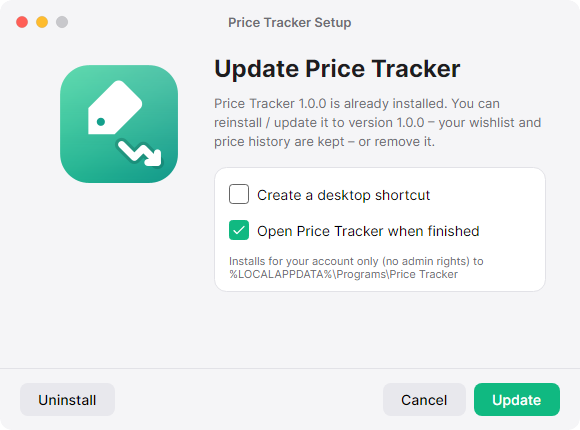 Price Tracker Setup
Update Price Tracker
Price Tracker 1.0.0 is already installed. You can
reinstall / update it to version 1.0.0 – your wishlist and
price history are kept – or remove it.
Create a desktop shortcut
Open Price Tracker when finished
Installs for your account only (no admin rights) to
%LOCALAPPDATA%\Programs\Price Tracker
Uninstall
Cancel
Update